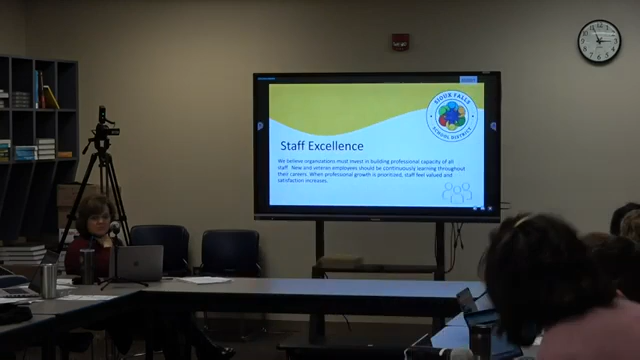 SIOUX FALLS
SCHOOL DISTRICT
Staff Excellence
We believe organizations must invest in building professional capacity of all
staff. New and veteran employees should be continuously learning throughout
their careers. When professional growth is prioritized, staff feel valued and
satisfaction increases.